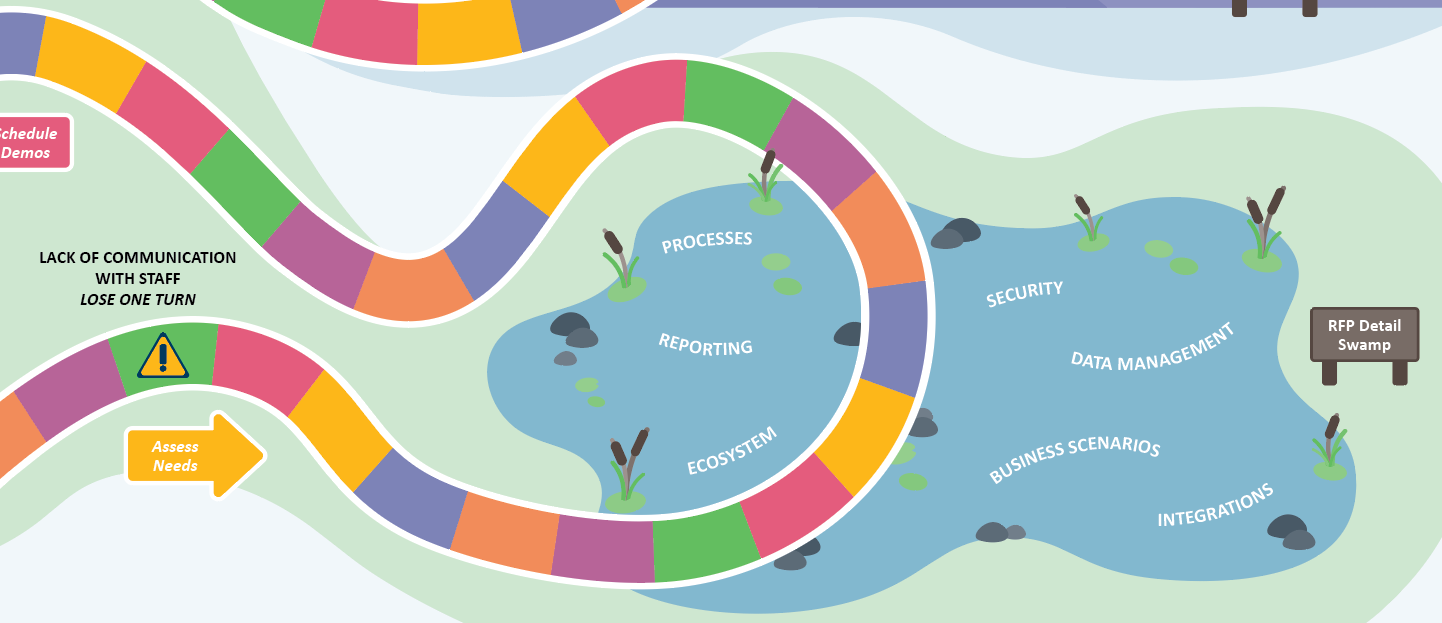 Schedule
Demos
LACK OF COMMUNICATION
WITH STAFF
LOSE ONE TURN
!
Assess
Needs
PROCESSES
REPORTING
ECOSYSTEM
SECURITY
DATA MANAGEMENT
BUSINESS SCENARIOS
INTEGRATIONS
RFP Detail
Swamp